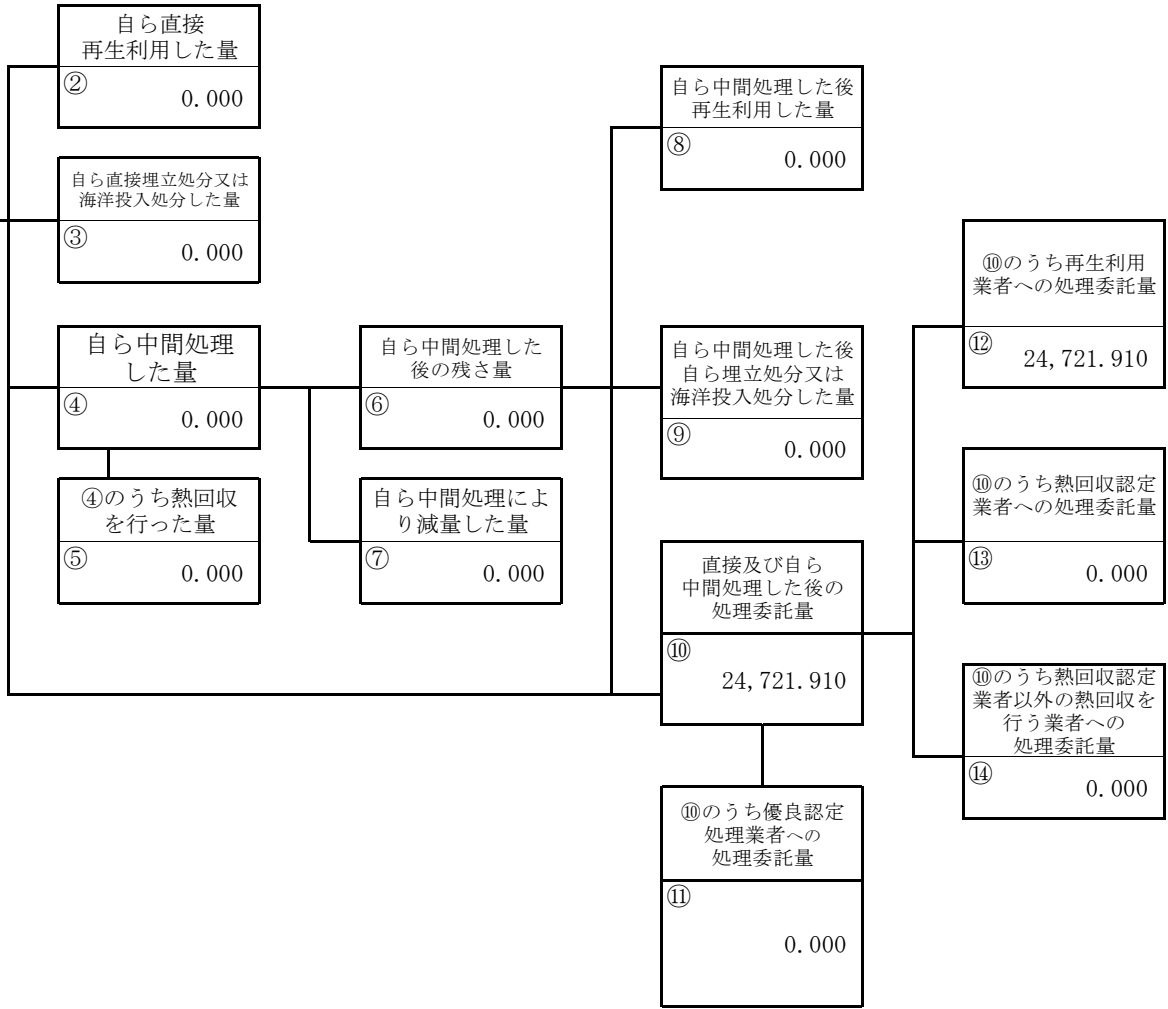 自ら直接
再生利用した量
②
0.000
自ら直接埋立処分又は
海洋投入処分した量
③
0.000
自ら中間処理
した量
④
0.000
④のうち熱回収
を行った量
⑤
0.000
自ら中間処理した
後の残さ量
⑥
0.000
自ら中間処理によ
り減量した量
⑦
0.000
自ら中間処理した後
再生利用した量
⑧
0.000
自ら中間処理した後
自ら埋立処分又は
海洋投入処分した量
⑨
0.000
直接及び自ら
中間処理した後の
処理委託量
⑩
24,721.910
⑩のうち優良認定
処理業者への
処理委託量
⑪
0.000
⑩のうち再生利用
業者への処理委託量
⑫
24,721.910
⑩のうち熱回収認定
業者への処理委託量
⑬
0.000
⑩のうち熱回収認定
業者以外の熱回収を
行う業者への
処理委託量
⑭
0.000